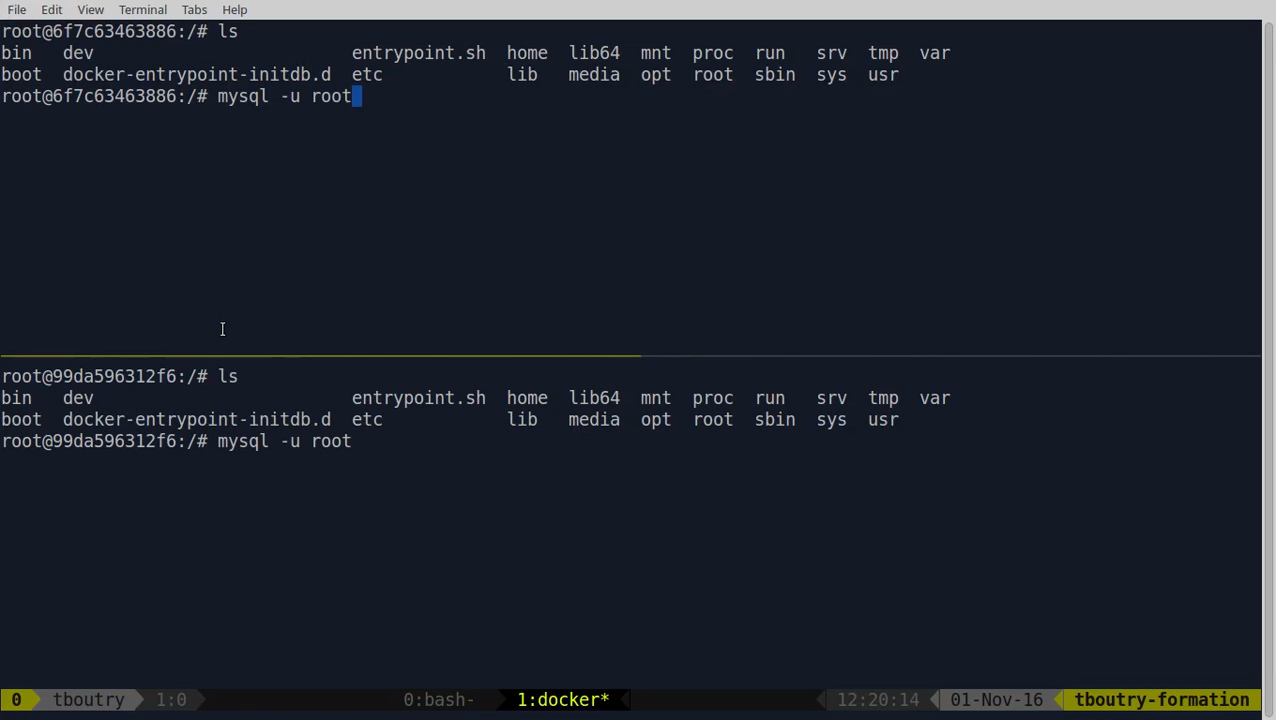 File Edit View Terminal Tabs Help
root@6f7c63463886:/# ls
bin dev entrypoint.sh home lib64 mnt proc run srv tmp var
boot docker-entrypoint-initdb.d etc lib media opt root sbin sys usr
root@6f7c63463886:/# mysql -u root
root@99da596312f6:/# ls
bin dev entrypoint.sh home lib64 mnt proc run srv tmp var
boot docker-entrypoint-initdb.d etc lib media opt root sbin sys usr
root@99da596312f6:/# mysql -u root
0 tboutry 1:0 0:bash- 1:docker* 12:20:14 01-Nov-16 tboutry-formation